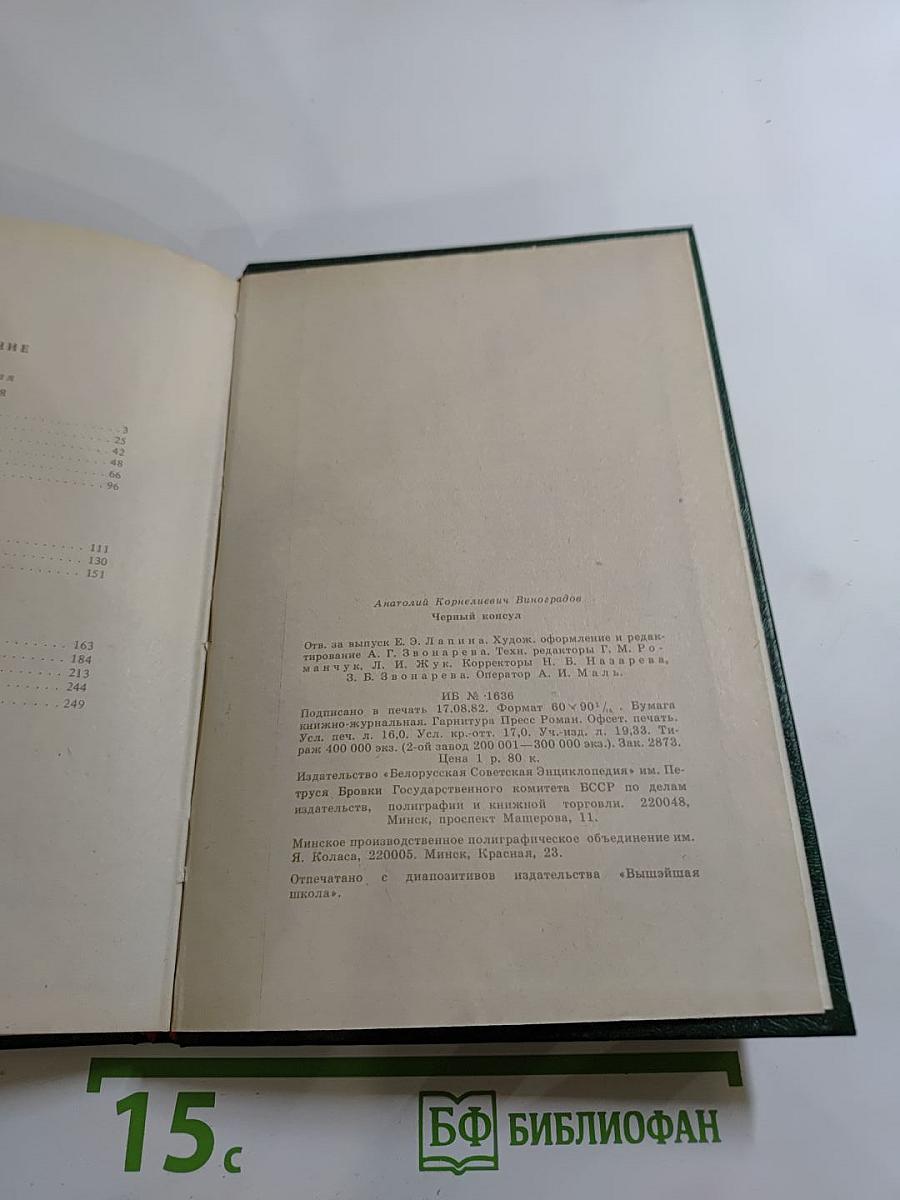 НИЕ
ая
я
3
25
42
48
66
96
111
130
151
163
184
213
244
249
Анатолий Корнелиевич Виноградов
Черный консул
Отв. за выпуск Е. Э. Лапина. Худож. оформление и редак-
тирование А. Г. Звонарева. Техн. редакторы Г. М. Ро-
манчук, Л. И. Жук. Корректоры Н. Б. Назарева,
З. Б. Звонарева. Оператор А. И. Маль.
ИБ № 1636
Подписано в печать 17.08.82. Формат 60×90 1/16. Бумага
книжно-журнальная. Гарнитура Пресс Роман. Офсет. печать.
Усл. печ. л. 16,0. Усл. кр.-отт. 17,0. Уч.-изд. л. 19,33. Ти-
раж 400 000 экз. (2-ой завод 200 001—300 000 экз.). Зак. 2873.
Цена 1 р. 80 к.
Издательство «Белорусская Советская Энциклопедия» им. Пе-
труся Бровки Государственного комитета БССР по делам
издательств, полиграфии и книжной торговли. 220048,
Минск, проспект Машерова, 11.
Минское производственное полиграфическое объединение им.
Я. Коласа, 220005. Минск, Красная, 23.
Отпечатано с диапозитивов издательства «Вышэйшая
школа».
15 с
БФ БИБЛИОФАН